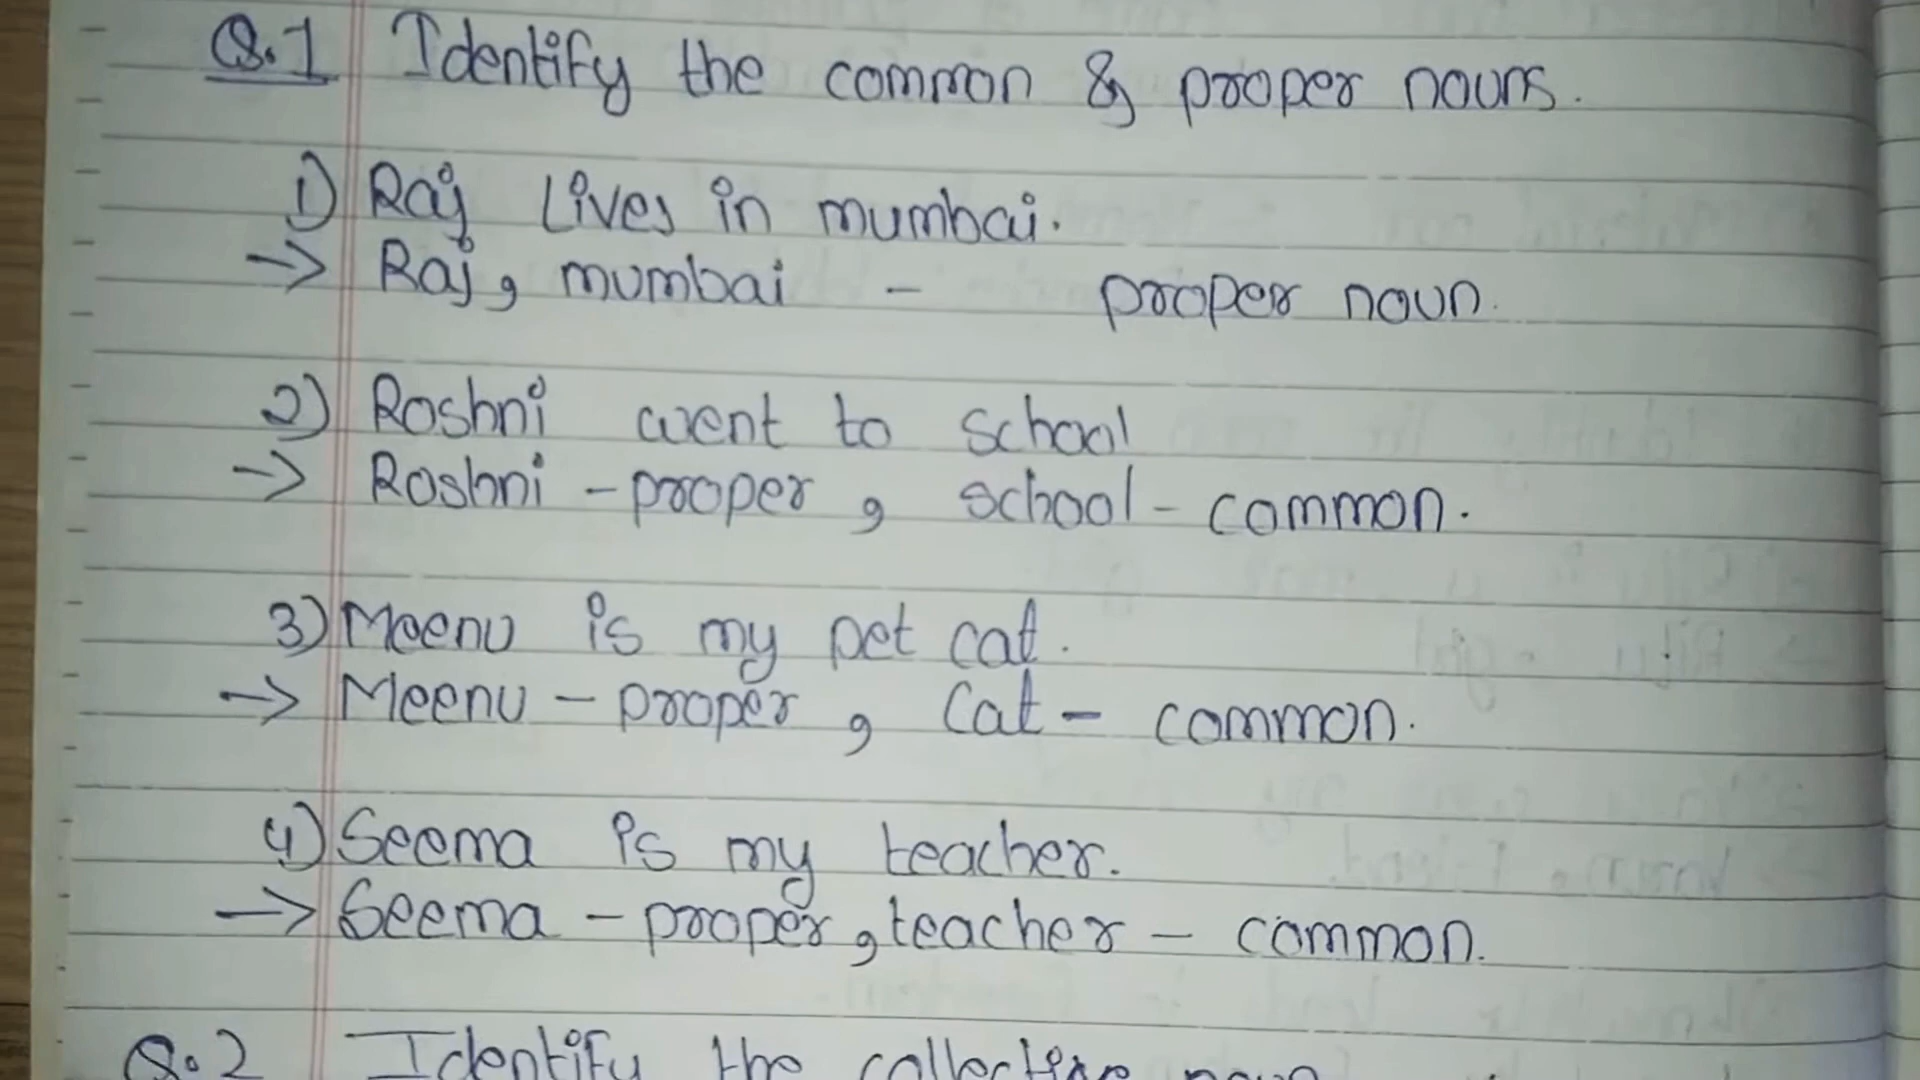 Q.1 Identify the common & proper nouns.
1) Raj Lives in mumbai.
→ Raj, mumbai - proper noun.
2) Roshni went to school
→ Roshni - proper, school - common.
3) Meenu is my pet cat.
→ Meenu - proper, Cat - common.
4) Seema is my teacher.
→ Seema - proper, teacher - common.
Q.2 Identify the collective noun